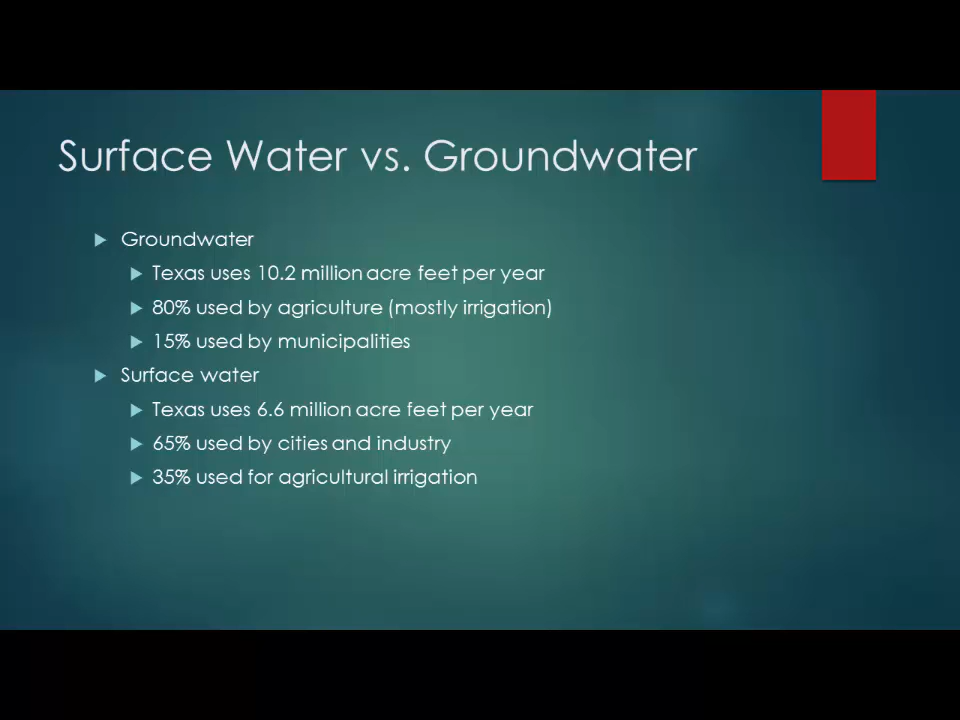 Surface Water vs. Groundwater
Groundwater
Texas uses 10.2 million acre feet per year
80% used by agriculture (mostly irrigation)
15% used by municipalities
Surface water
Texas uses 6.6 million acre feet per year
65% used by cities and industry
35% used for agricultural irrigation